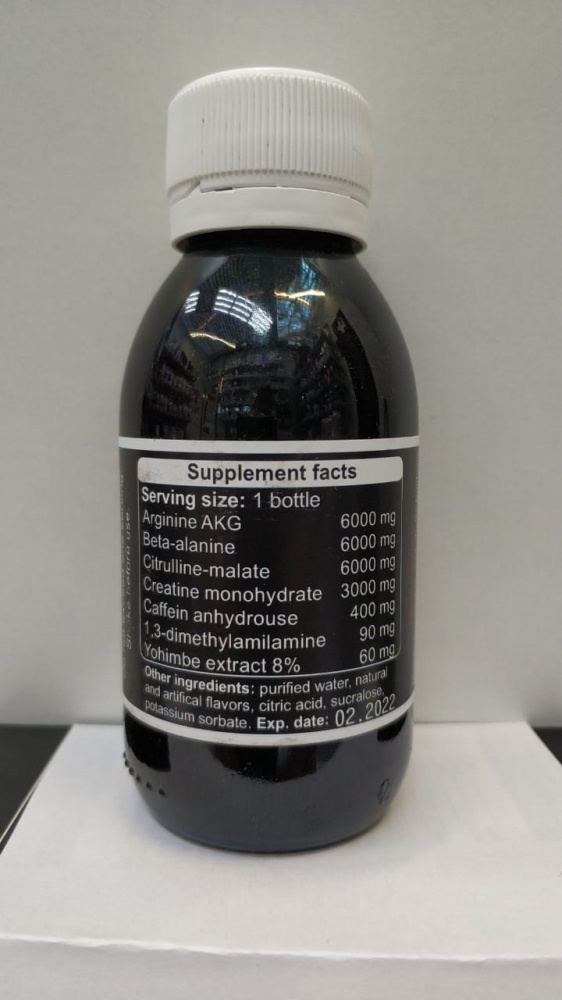 Supplement facts
Serving size: 1 bottle
Arginine AKG 6000 mg
Beta-alanine 6000 mg
Citrulline-malate 6000 mg
Creatine monohydrate 3000 mg
Caffein anhydrouse 400 mg
1,3-dimethylamilamine 90 mg
Yohimbe extract 8% 60 mg
Other ingredients: purified water, natural
and artifical flavors, citric acid, sucralose,
potassium sorbate. Exp. date: 02.2022
before use.